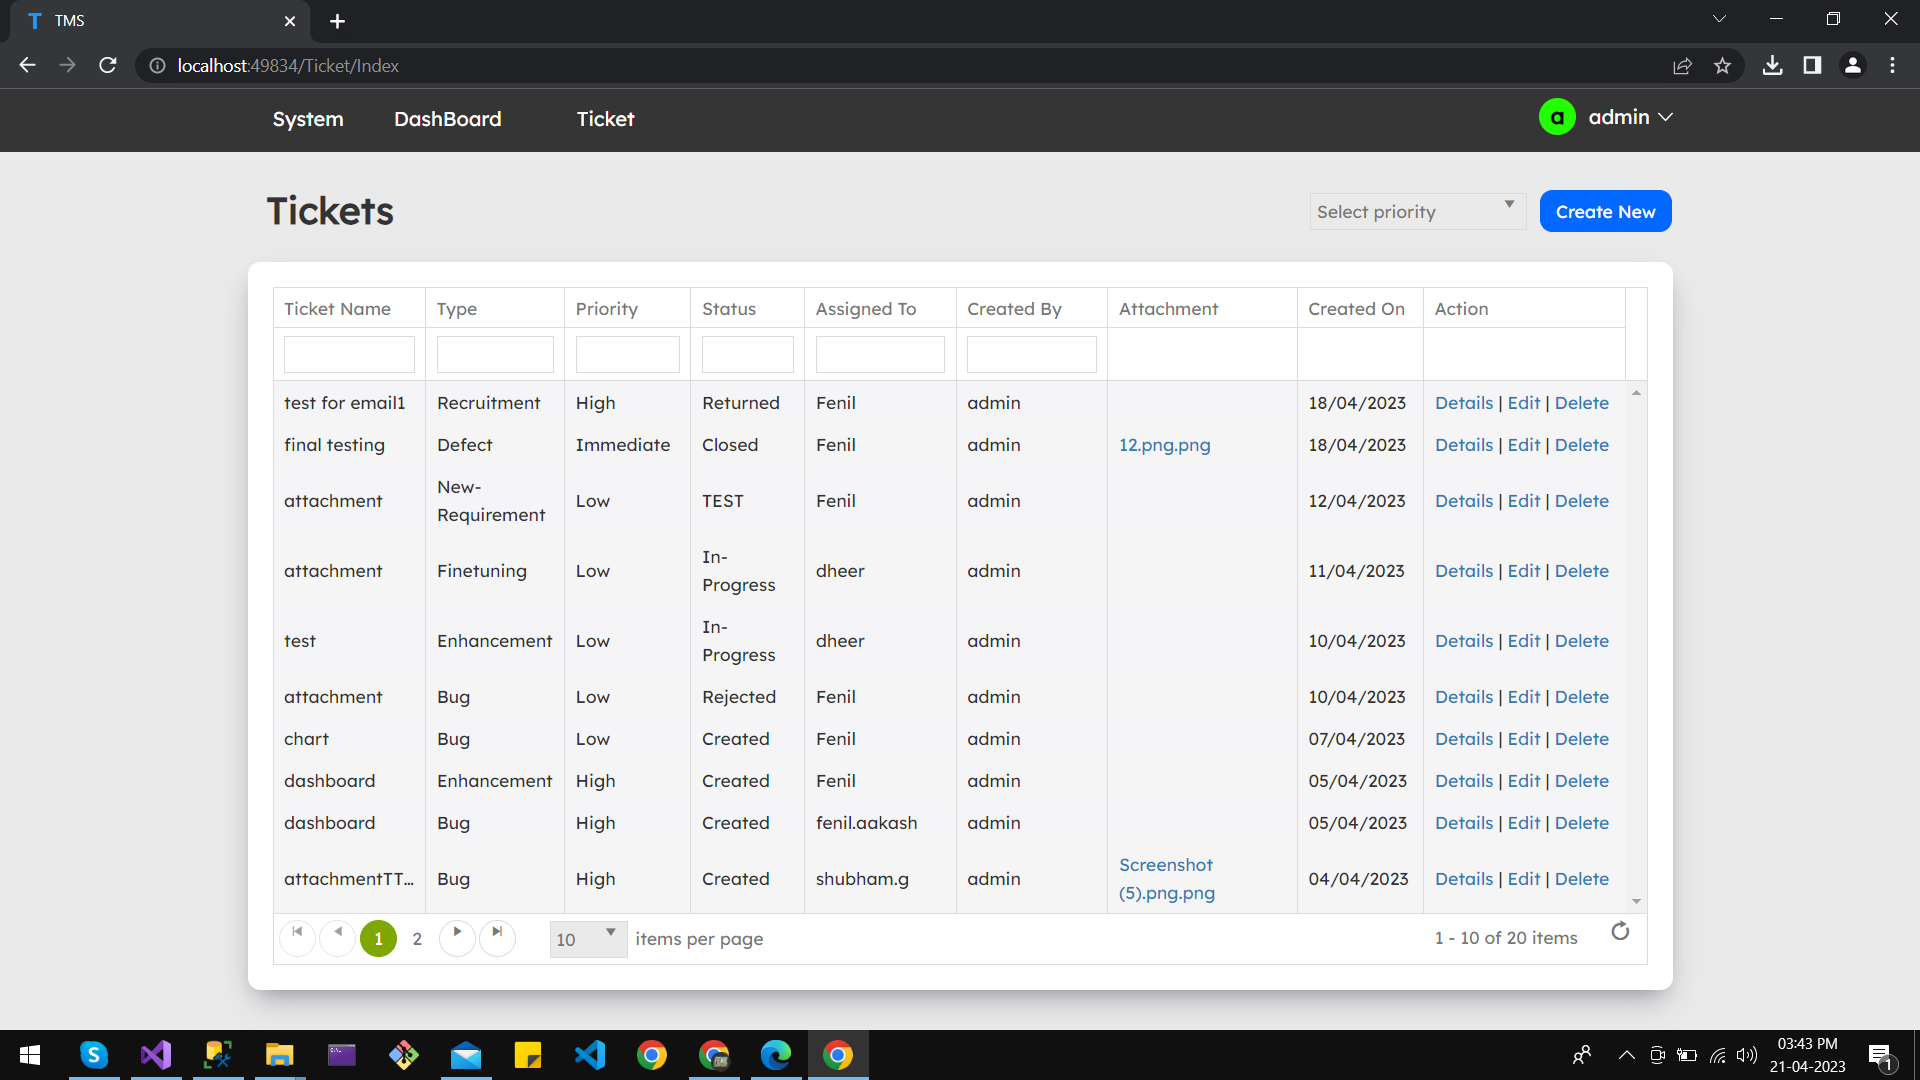 TMS
localhost:49834/Ticket/Index
System DashBoard Ticket a admin
Tickets Select priority Create New
Ticket Name Type Priority Status Assigned To Created By Attachment Created On Action
test for email1 Recruitment High Returned Fenil admin 18/04/2023 Details | Edit | Delete
final testing Defect Immediate Closed Fenil admin 12.png.png 18/04/2023 Details | Edit | Delete
attachment New-Requirement Low TEST Fenil admin 12/04/2023 Details | Edit | Delete
attachment Finetuning Low In-Progress dheer admin 11/04/2023 Details | Edit | Delete
test Enhancement Low In-Progress dheer admin 10/04/2023 Details | Edit | Delete
attachment Bug Low Rejected Fenil admin 10/04/2023 Details | Edit | Delete
chart Bug Low Created Fenil admin 07/04/2023 Details | Edit | Delete
dashboard Enhancement High Created Fenil admin 05/04/2023 Details | Edit | Delete
dashboard Bug High Created fenil.aakash admin 05/04/2023 Details | Edit | Delete
attachmentTT... Bug High Created shubham.g admin Screenshot (5).png.png 04/04/2023 Details | Edit | Delete
1 2 10 items per page 1 - 10 of 20 items
03:43 PM
21-04-2023
1